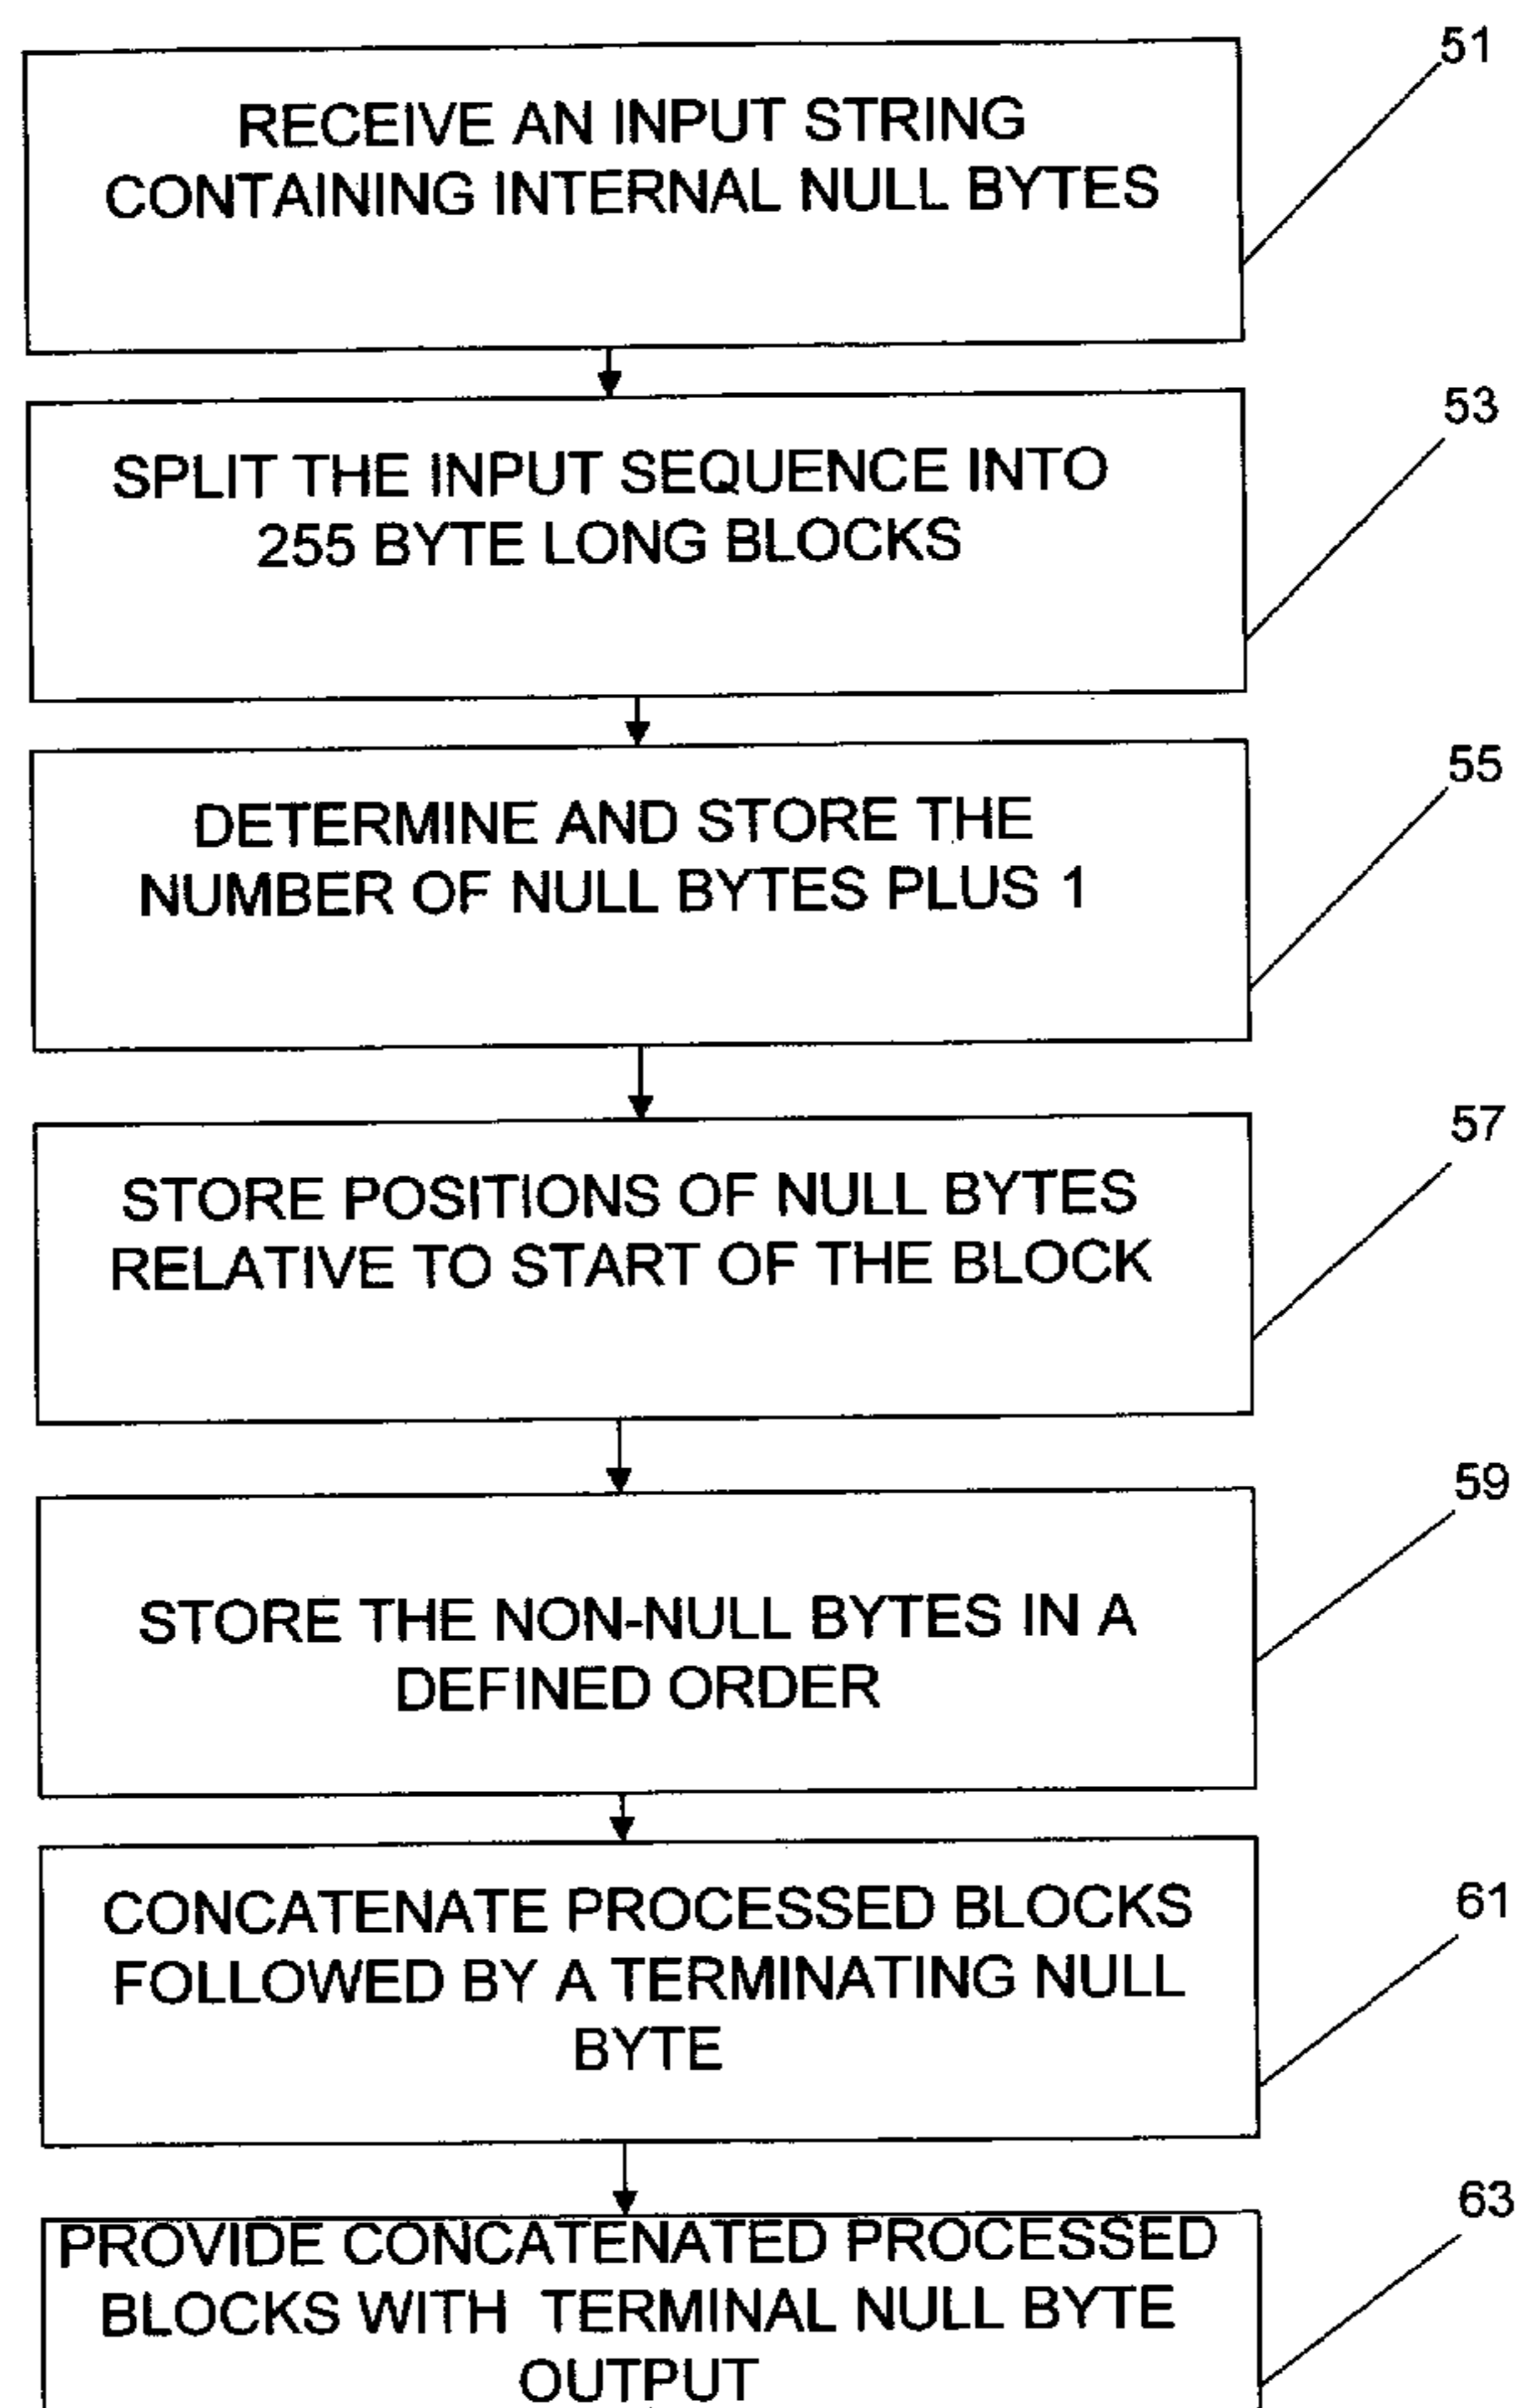 51
RECEIVE AN INPUT STRING
CONTAINING INTERNAL NULL BYTES
53
SPLIT THE INPUT SEQUENCE INTO
255 BYTE LONG BLOCKS
55
DETERMINE AND STORE THE
NUMBER OF NULL BYTES PLUS 1
57
STORE POSITIONS OF NULL BYTES
RELATIVE TO START OF THE BLOCK
59
STORE THE NON-NULL BYTES IN A
DEFINED ORDER
61
CONCATENATE PROCESSED BLOCKS
FOLLOWED BY A TERMINATING NULL
BYTE
63
PROVIDE CONCATENATED PROCESSED
BLOCKS WITH TERMINAL NULL BYTE
OUTPUT